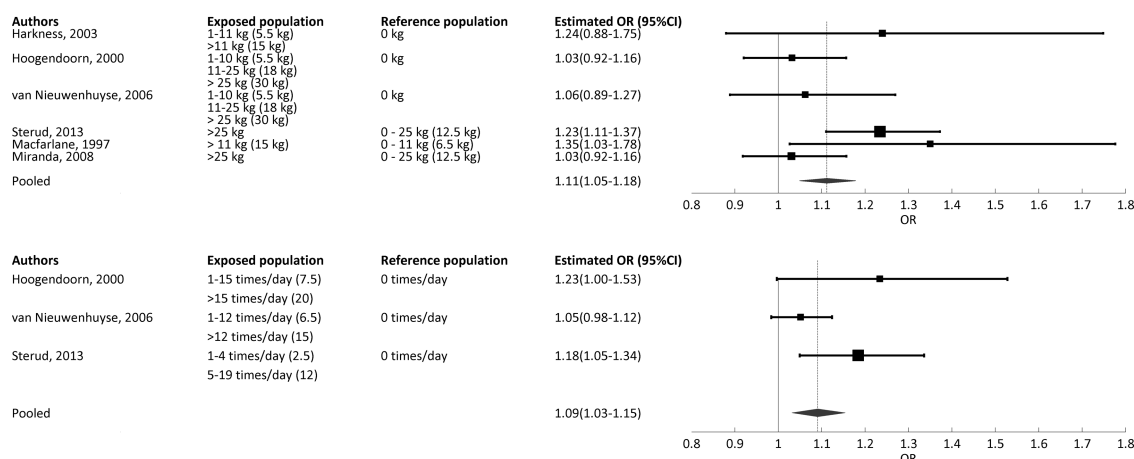 Authors Exposed population Reference population Estimated OR (95%CI)
Harkness, 2003 1-11 kg (5.5 kg) 0 kg 1.24(0.88-1.75)
>11 kg (15 kg)
Hoogendoorn, 2000 1-10 kg (5.5 kg) 0 kg 1.03(0.92-1.16)
11-25 kg (18 kg)
> 25 kg (30 kg)
van Nieuwenhuyse, 2006 1-10 kg (5.5 kg) 0 kg 1.06(0.89-1.27)
11-25 kg (18 kg)
> 25 kg (30 kg)
Sterud, 2013 >25 kg 0 - 25 kg (12.5 kg) 1.23(1.11-1.37)
Macfarlane, 1997 > 11 kg (15 kg) 0 - 11 kg (6.5 kg) 1.35(1.03-1.78)
Miranda, 2008 >25 kg 0 - 25 kg (12.5 kg) 1.03(0.92-1.16)
Pooled 1.11(1.05-1.18)
0.8 0.9 1 1.1 1.2 1.3 1.4 1.5 1.6 1.7 1.8
OR
Authors Exposed population Reference population Estimated OR (95%CI)
Hoogendoorn, 2000 1-15 times/day (7.5) 0 times/day 1.23(1.00-1.53)
>15 times/day (20)
van Nieuwenhuyse, 2006 1-12 times/day (6.5) 0 times/day 1.05(0.98-1.12)
>12 times/day (15)
Sterud, 2013 1-4 times/day (2.5) 0 times/day 1.18(1.05-1.34)
5-19 times/day (12)
Pooled 1.09(1.03-1.15)
0.8 0.9 1 1.1 1.2 1.3 1.4 1.5 1.6 1.7 1.8
OR